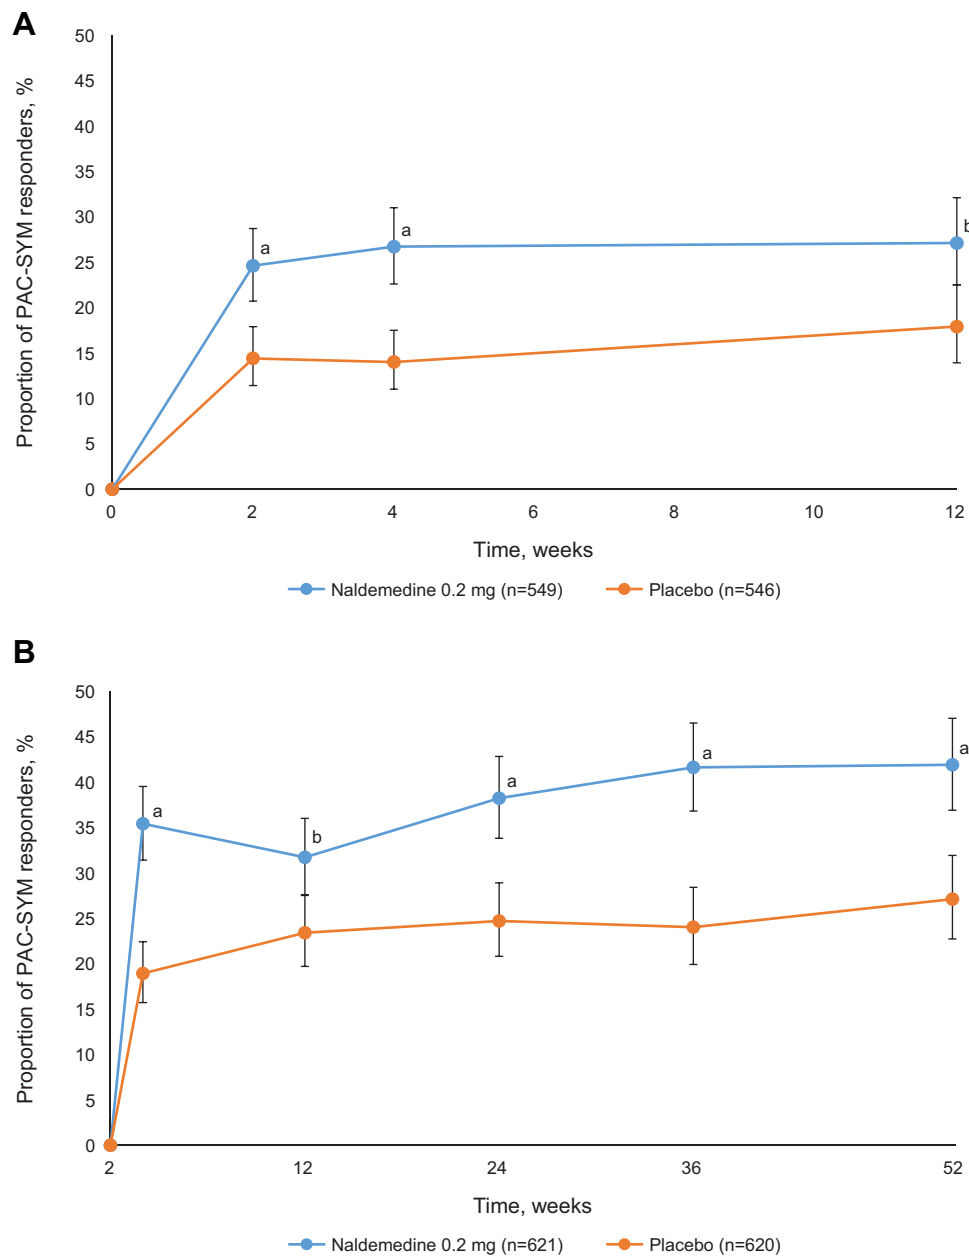 A
Proportion of PAC-SYM responders, %
50
45
40
35
30
25
20
15
10
5
0
a
a
b
0 2 4 6 8 10 12
Time, weeks
Naldemedine 0.2 mg (n=549) Placebo (n=546)
B
Proportion of PAC-SYM responders, %
50
45
40
35
30
25
20
15
10
5
0
a
b
a
a
a
2 12 24 36 52
Time, weeks
Naldemedine 0.2 mg (n=621) Placebo (n=620)